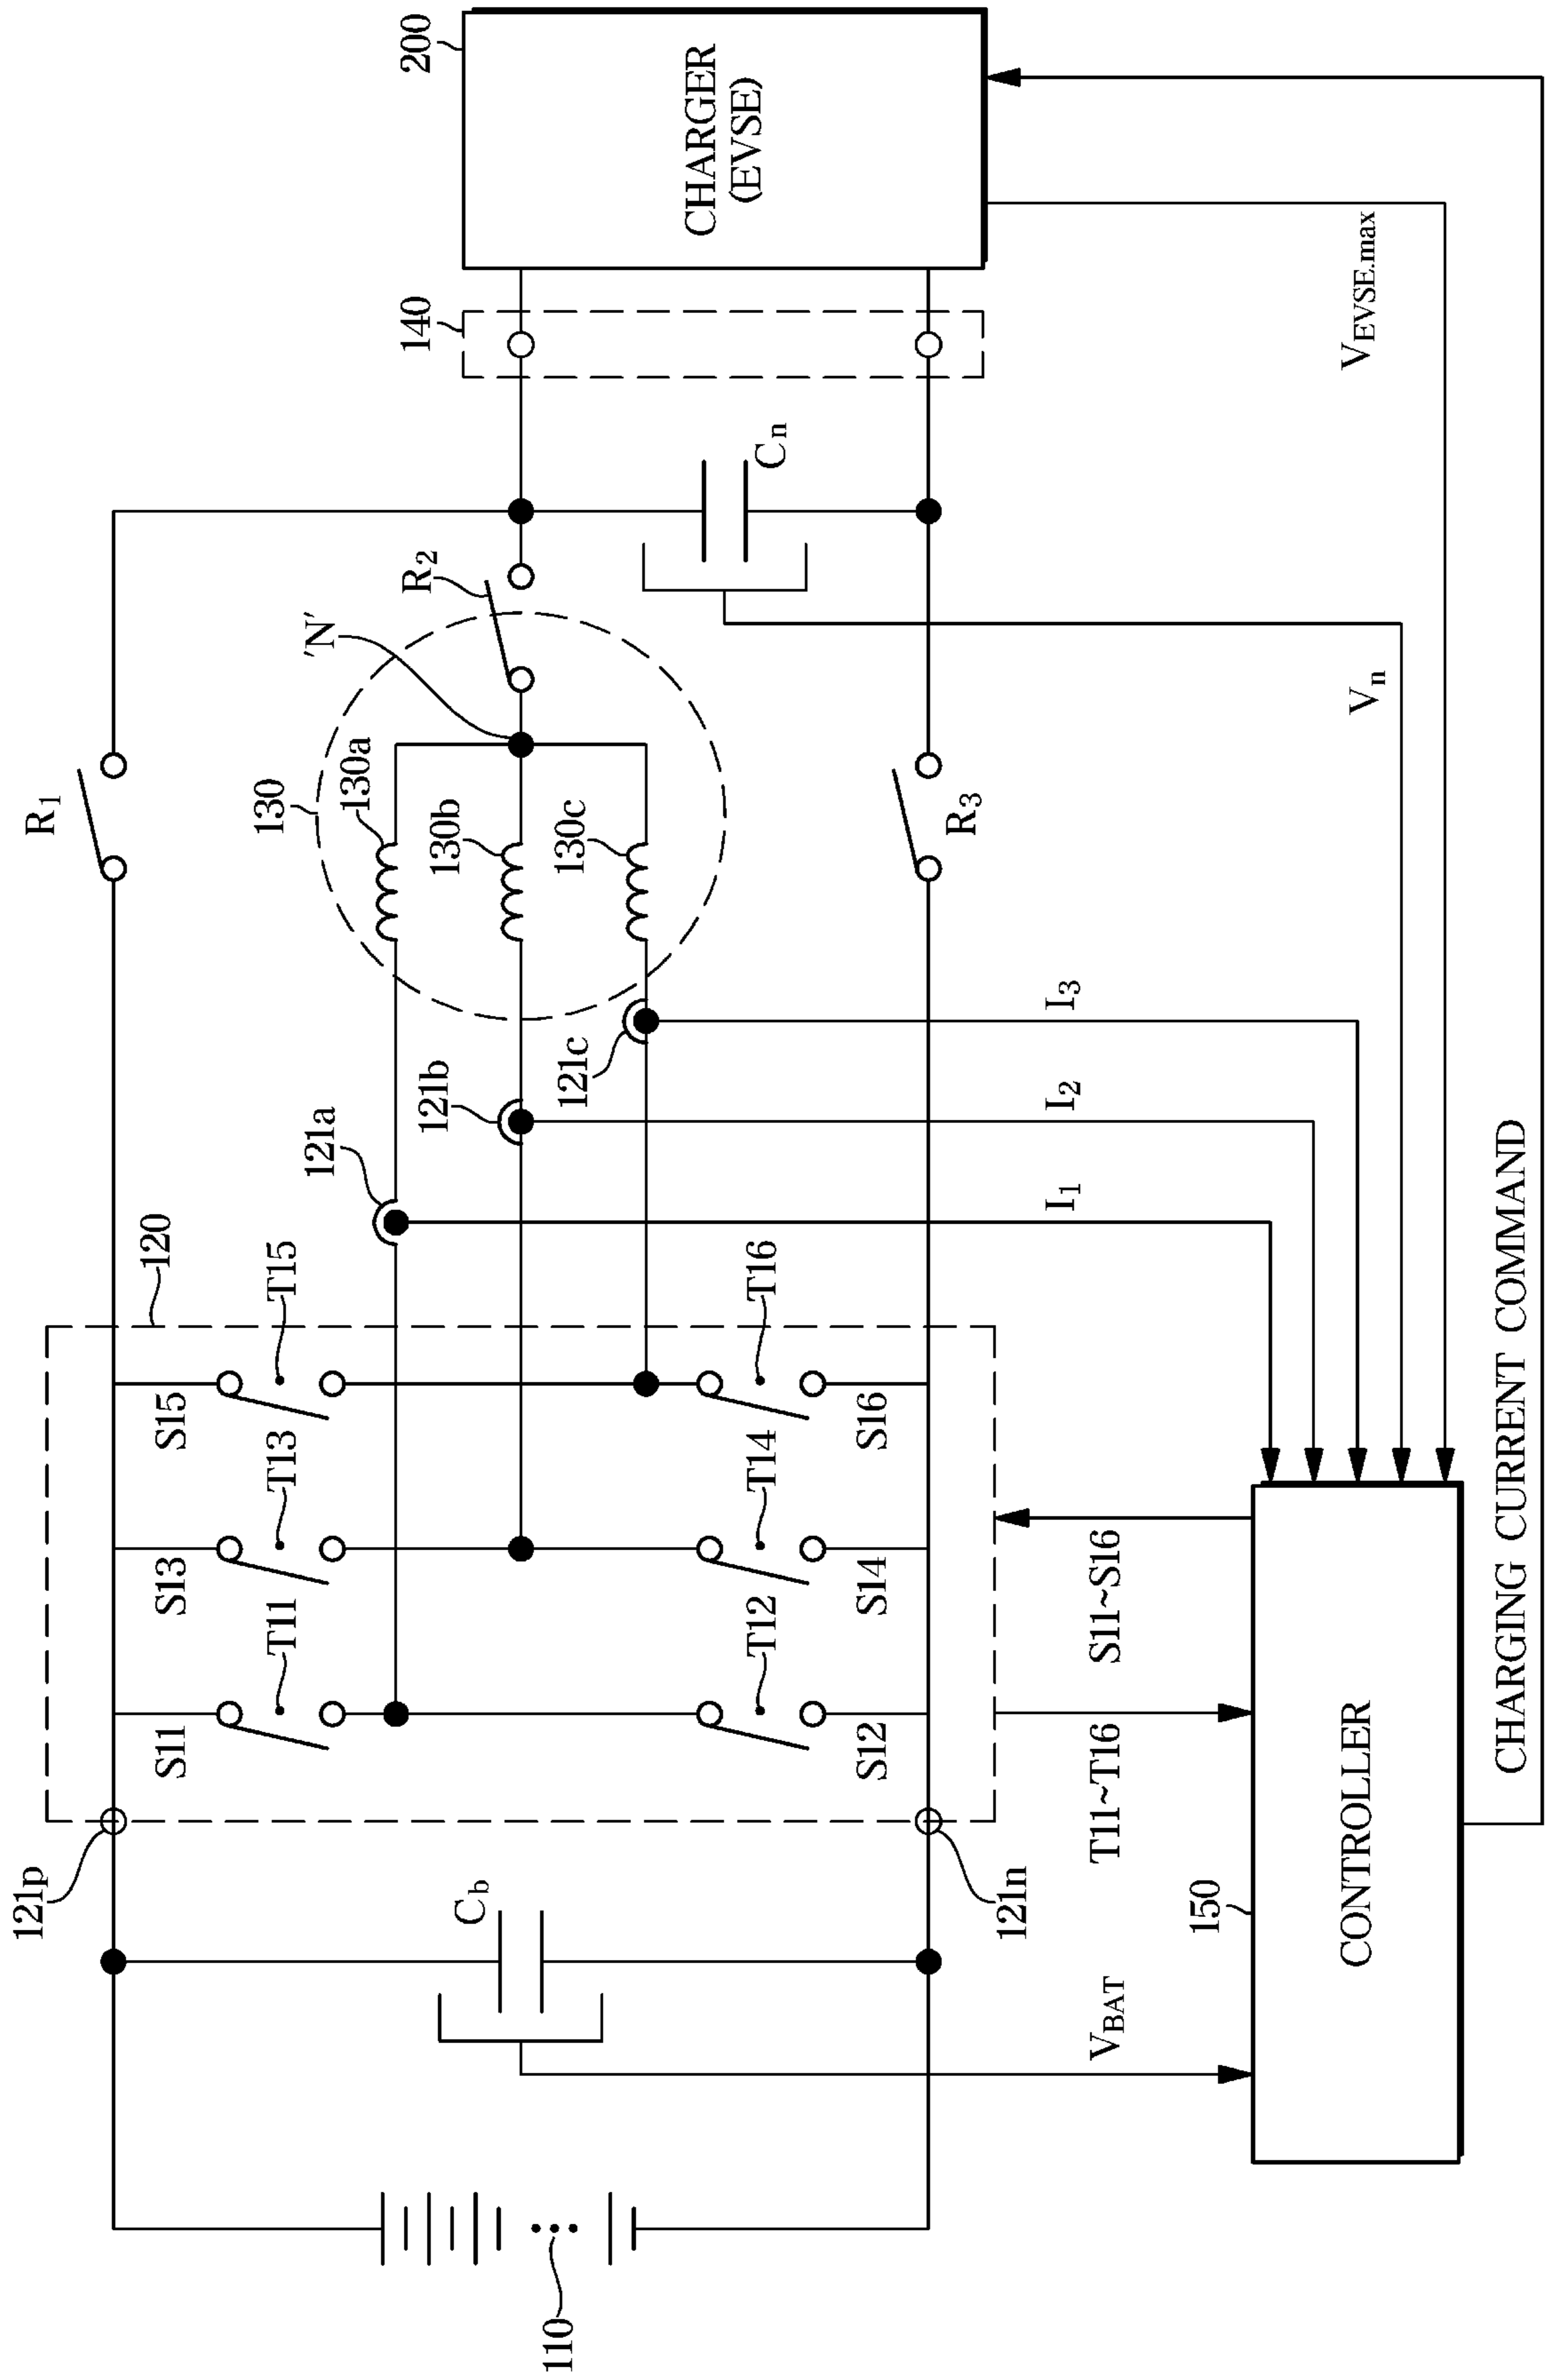 R1
120
121p
S11
T11
S13
T13
S15
T15
121a
121b
121c
130
130a
130b
130c
'N'
R2
140
200
CHARGER
(EVSE)
Cn
Cb
110
T12
S12
T14
S14
T16
S16
121n
R3
VBAT
T11~T16
S11~S16
I1
I2
I3
Vn
VEVSE.max
150
CONTROLLER
CHARGING CURRENT COMMAND